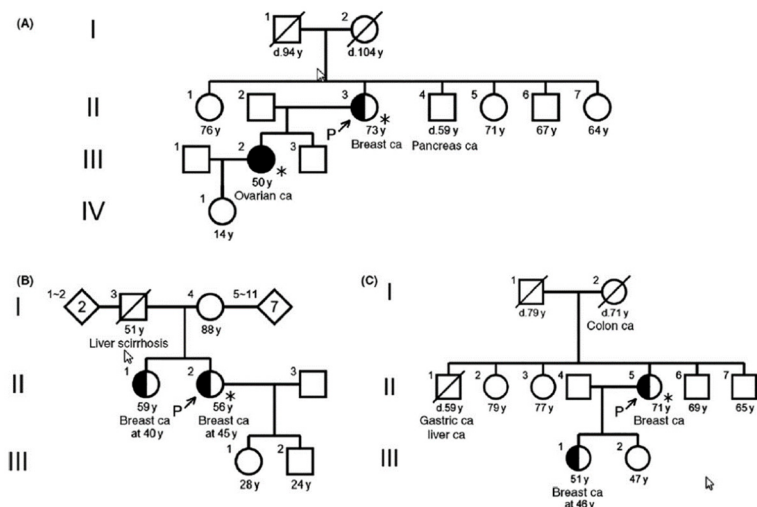 (A)
I
1
2
d.94 y
d.104 y
II
1
2
3
4
5
6
7
76 y
P
73 y
*
d.59 y
71 y
67 y
64 y
Breast ca
Pancreas ca
III
1
2
3
50 y
*
Ovarian ca
IV
1
14 y
(B)
I
1~2
2
3
4
5~11
7
51 y
88 y
Liver scirrhosis
II
1
2
3
59 y
P
56 y
*
Breast ca
at 40 y
Breast ca
at 45 y
III
1
2
28 y
24 y
(C)
I
1
2
d.79 y
d.71 y
Colon ca
II
1
2
3
4
5
6
7
d.59 y
79 y
77 y
P
71 y
*
69 y
65 y
Gastric ca
liver ca
Breast ca
III
1
2
51 y
47 y
Breast ca
at 46 y